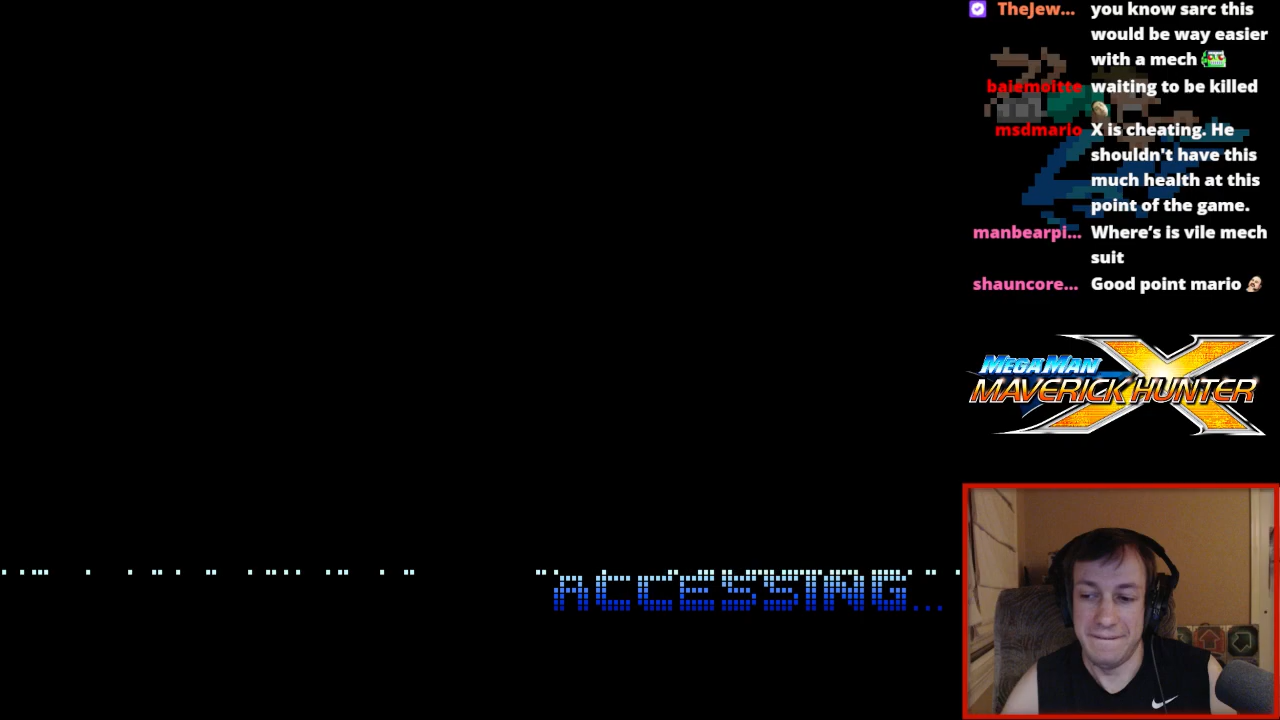 TheJew... you know sarc this
would be way easier
with a mech
baiemoitte waiting to be killed
msdmario X is cheating. He
shouldn't have this
much health at this
point of the game.
manbearpi... Where's is vile mech
suit
shauncore... Good point mario
MEGA MAN
MAVERICK HUNTER X
ACCESSING...